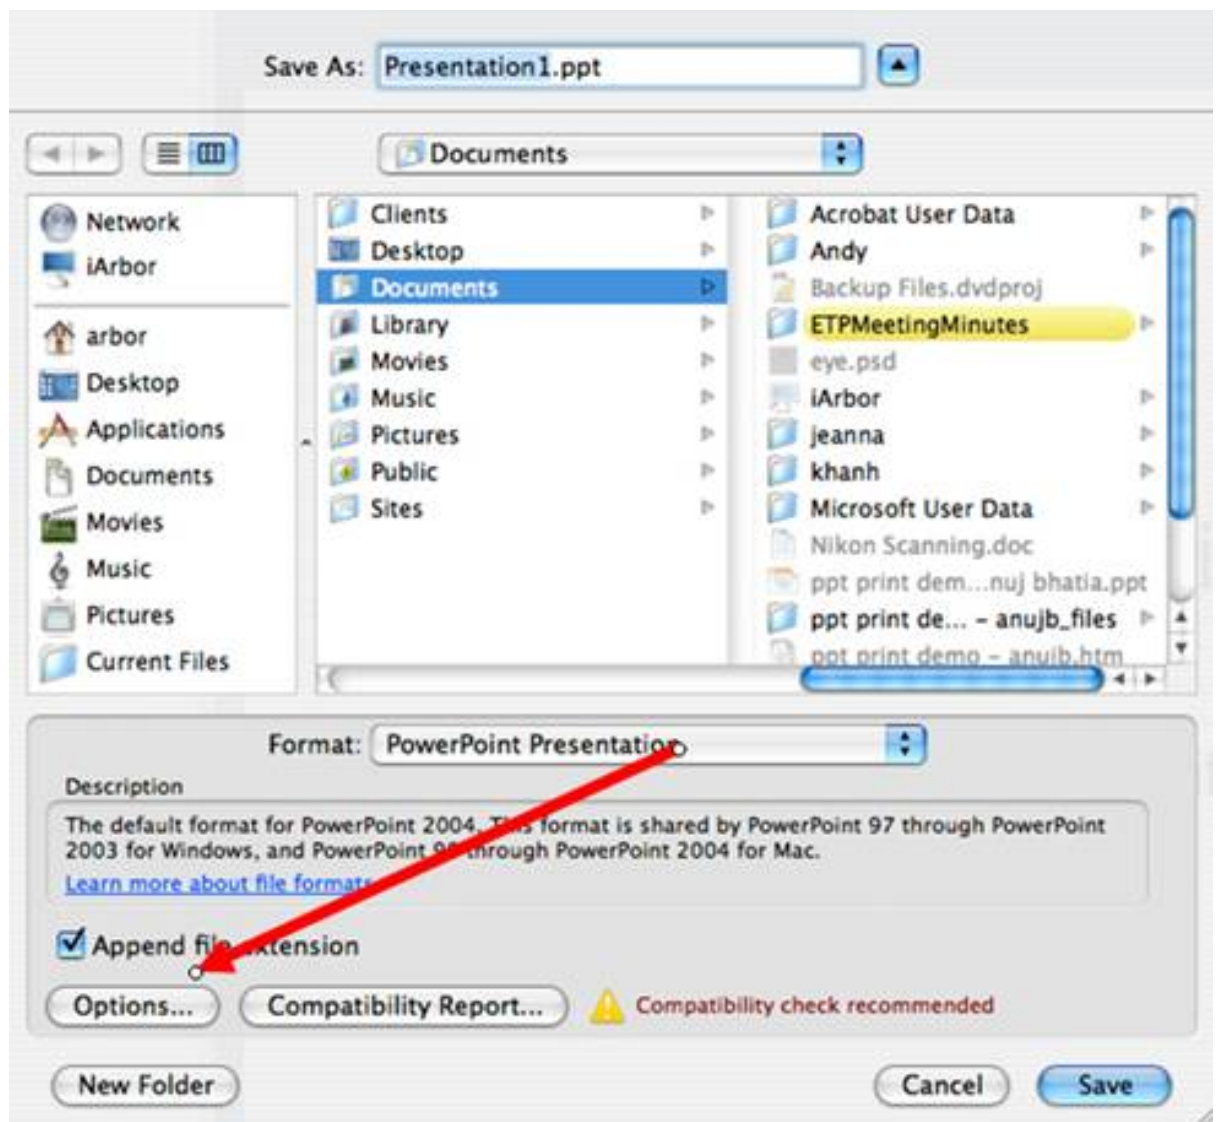 Save As: Presentation1.ppt
Documents
Network
iArbor
arbor
Desktop
Applications
Documents
Movies
Music
Pictures
Current Files
Clients
Desktop
Documents
Library
Movies
Music
Pictures
Public
Sites
Acrobat User Data
Andy
Backup Files.dvdproj
ETPMeetingMinutes
eye.psd
iArbor
jeanna
khanh
Microsoft User Data
Nikon Scanning.doc
ppt print dem...nuj bhatia.ppt
ppt print de... – anujb_files
ppt print demo – anujb.htm
Format: PowerPoint Presentation
Description
The default format for PowerPoint 2004. This format is shared by PowerPoint 97 through PowerPoint
2003 for Windows, and PowerPoint 98 through PowerPoint 2004 for Mac.
Learn more about file formats
Append file extension
Options... Compatibility Report... Compatibility check recommended
New Folder Cancel Save